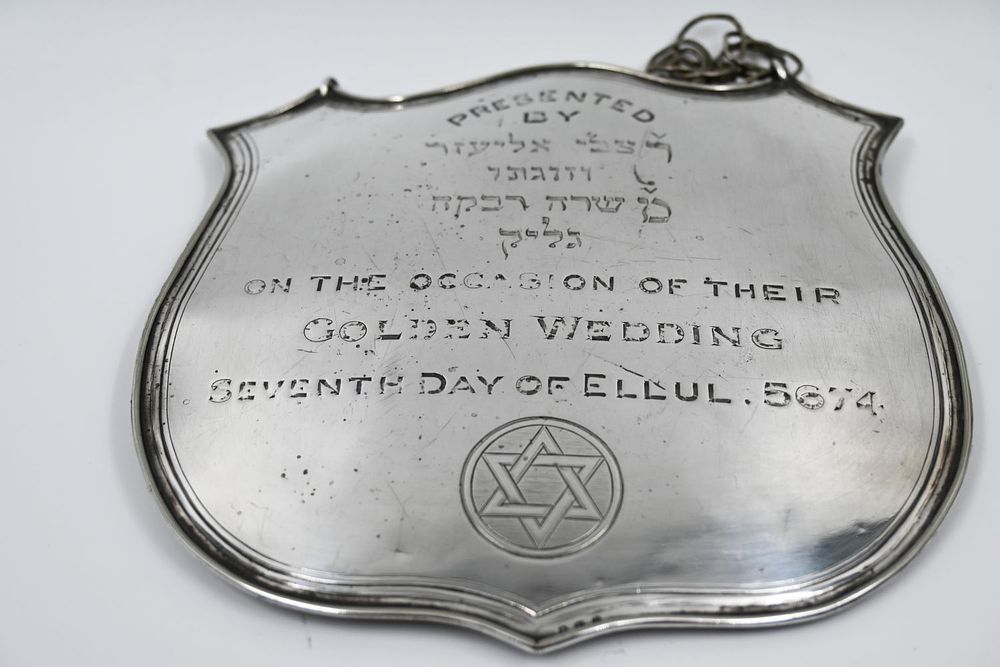 PRESENTED
BY
ר׳ צבי אליעזר
וזוגתו
מ׳ שרה רבקה
גליק
ON THE OCCASION OF THEIR
GOLDEN WEDDING
SEVENTH DAY OF ELLUL. 5674.